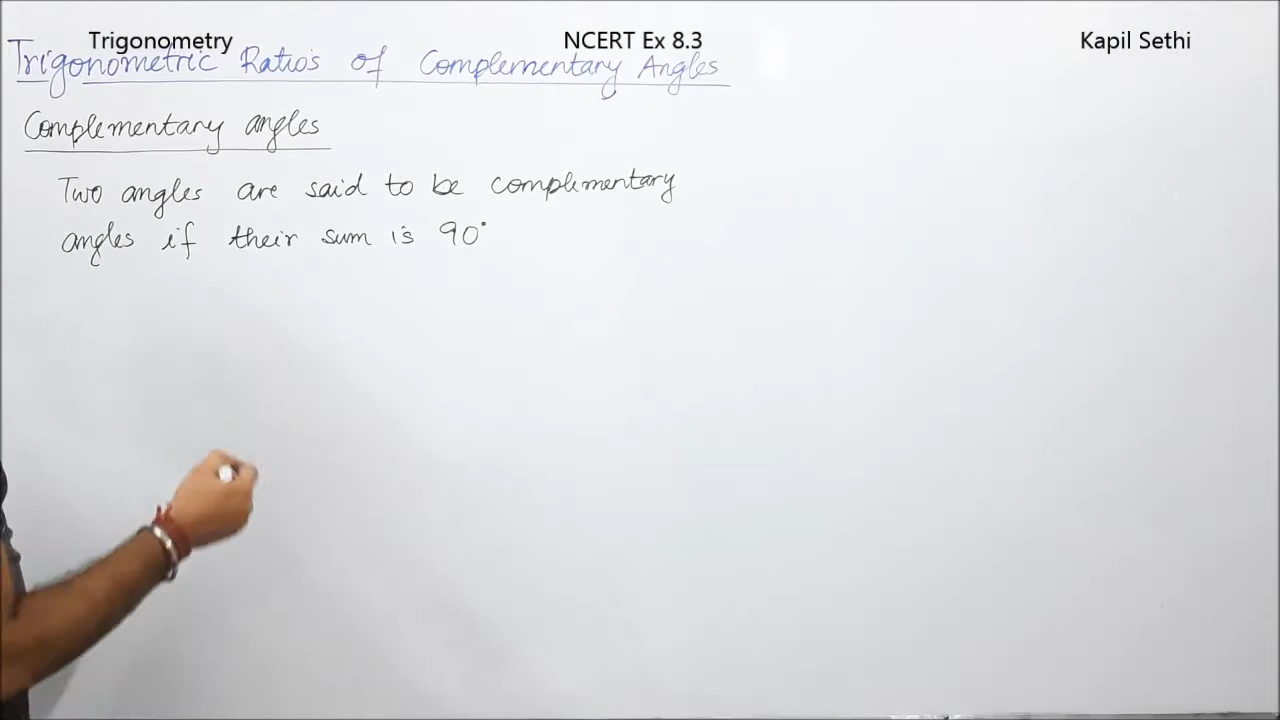 Trigonometry NCERT Ex 8.3 Kapil Sethi
Trigonometric Ratios of Complementary Angles
Complementary angles
Two angles are said to be complementary
angles if their sum is 90°